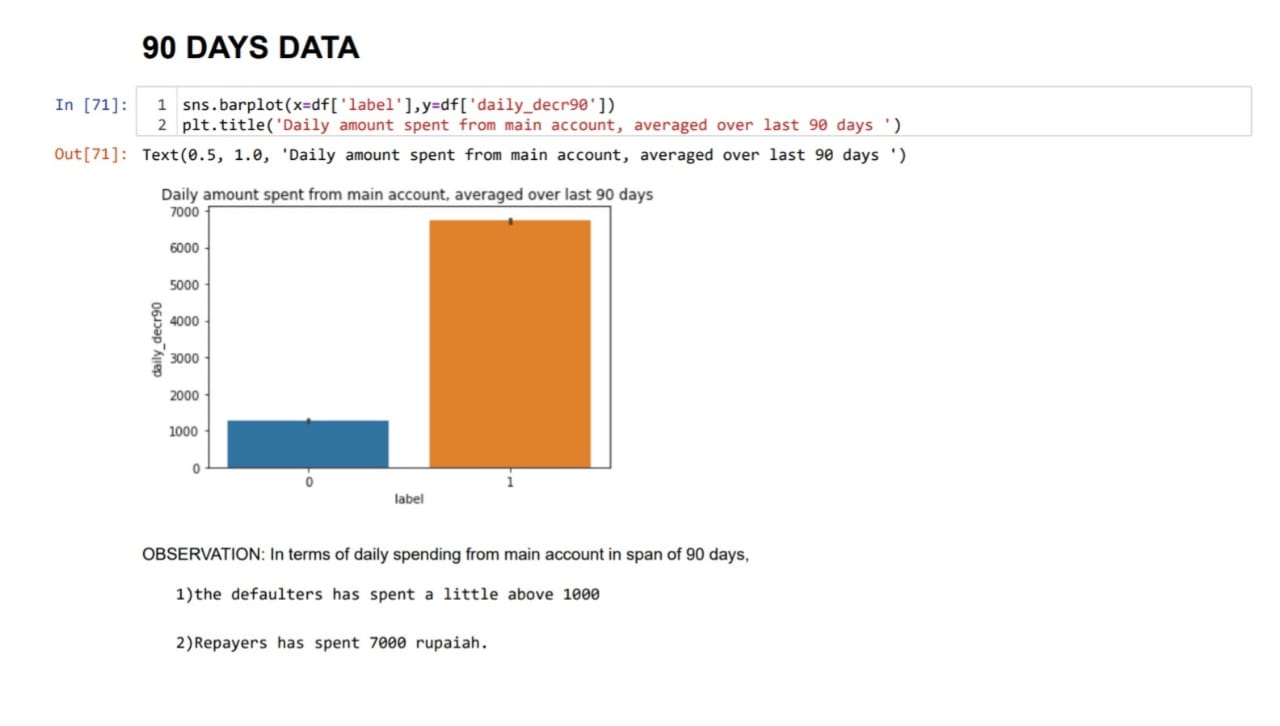 90 DAYS DATA
In [71]:
1 sns.barplot(x=df['label'],y=df['daily_decr90'])
2 plt.title('Daily amount spent from main account, averaged over last 90 days ')
Out[71]: Text(0.5, 1.0, 'Daily amount spent from main account, averaged over last 90 days ')
Daily amount spent from main account, averaged over last 90 days
7000
6000
5000
4000
3000
2000
1000
0
daily_decr90
0 1
label
OBSERVATION: In terms of daily spending from main account in span of 90 days,
1)the defaulters has spent a little above 1000
2)Repayers has spent 7000 rupaiah.